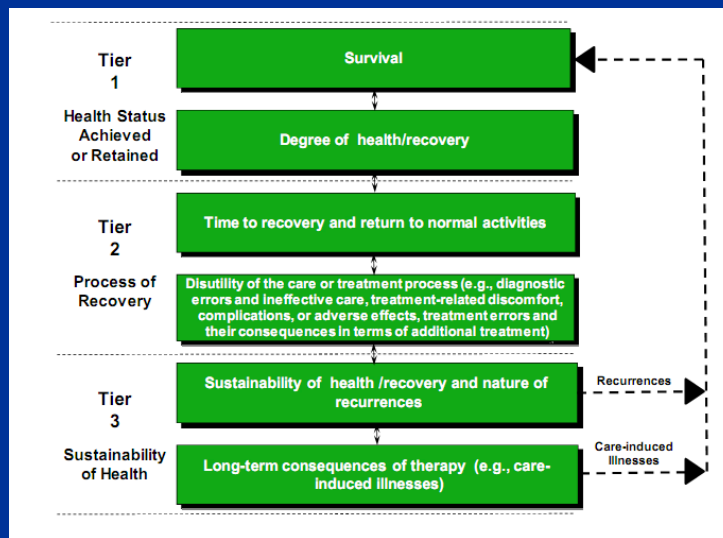 Tier
1
Health Status
Achieved
or Retained
Survival
Degree of health/recovery
Tier
2
Process of
Recovery
Time to recovery and return to normal activities
Disutility of the care or treatment process (e.g., diagnostic
errors and ineffective care, treatment-related discomfort,
complications, or adverse effects, treatment errors and
their consequences in terms of additional treatment)
Tier
3
Sustainability
of Health
Sustainability of health /recovery and nature of
recurrences
Recurrences
Long-term consequences of therapy (e.g., care-
induced illnesses)
Care-induced
Illnesses